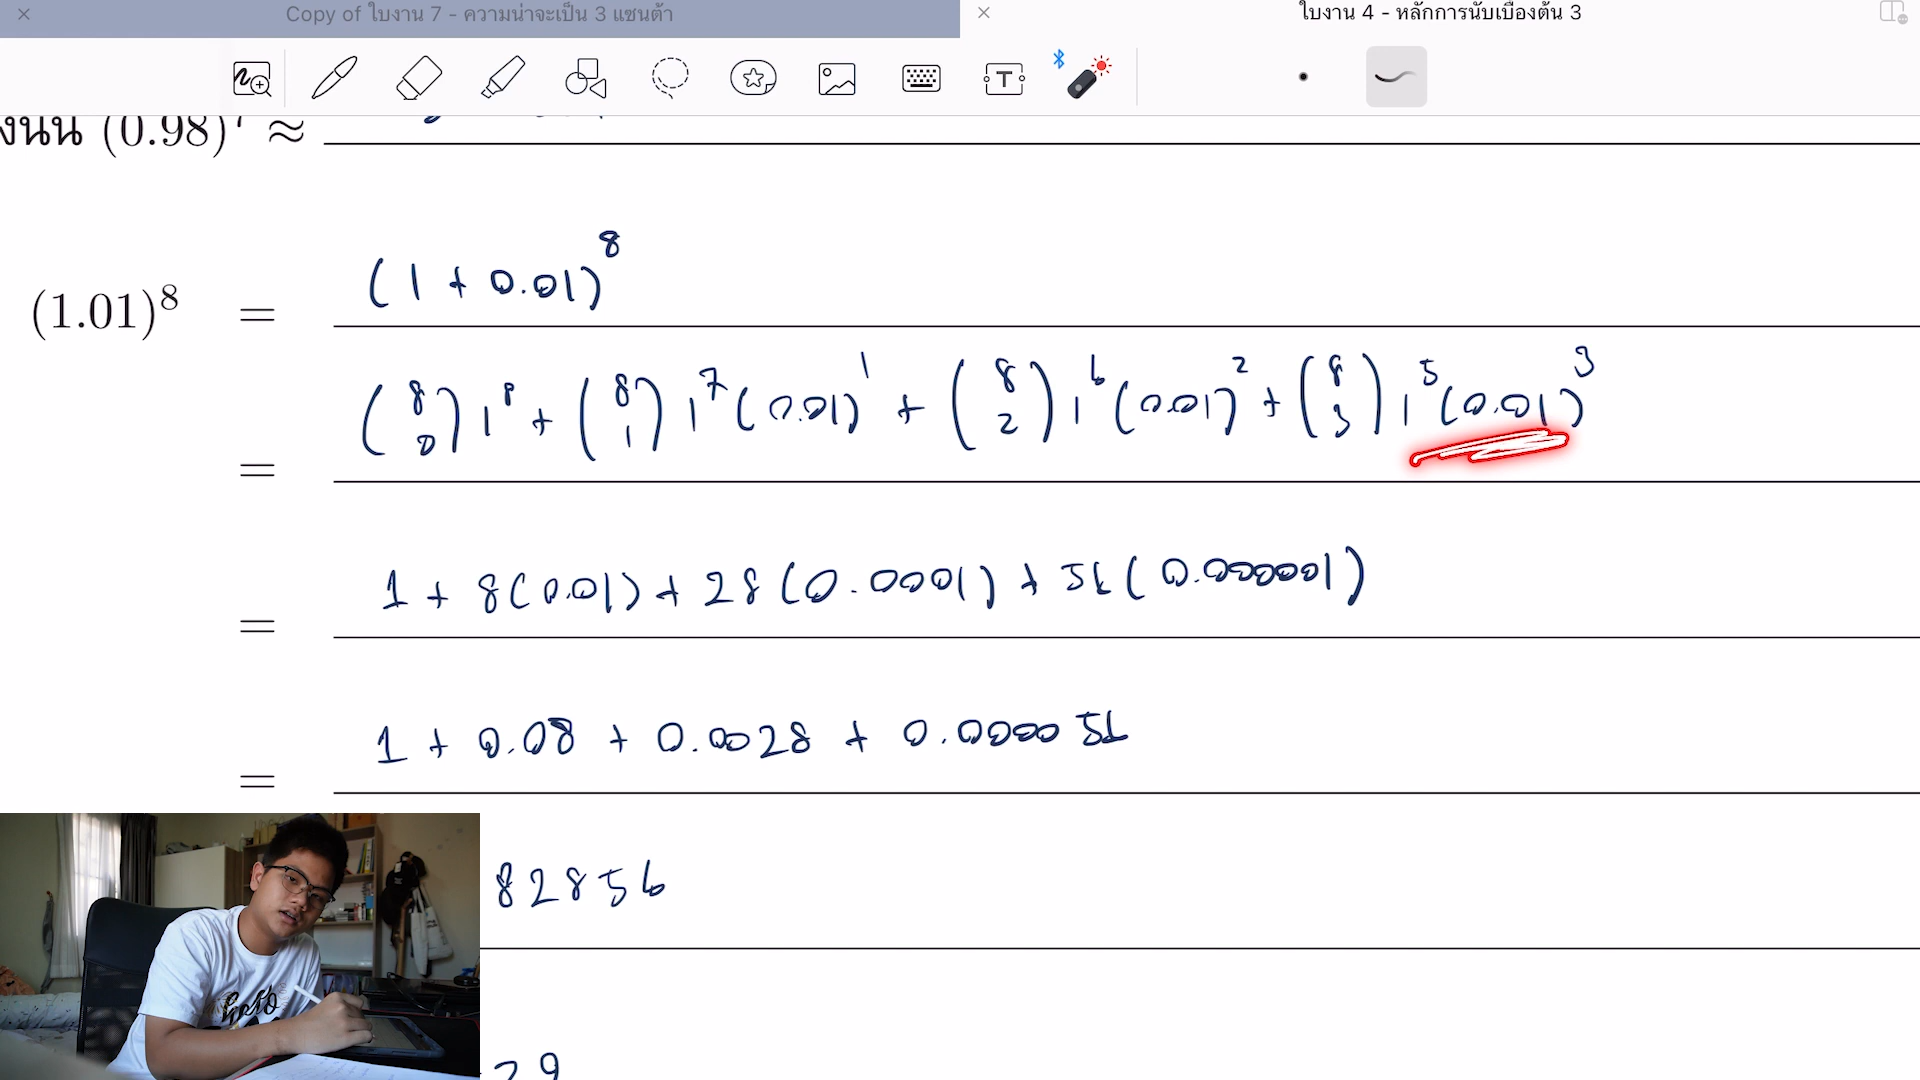 Copy of ใบงาน 7 - ความน่าจะเป็น 3 แซนต้า
ใบงาน 4 - หลักการนับเบื้องต้น 3
(0.98)⁷ ≈
(1.01)⁸ = (1 + 0.01)⁸
= (8 0) 1⁸ + (8 1) 1⁷ (0.01)¹ + (8 2) 1⁶ (0.01)² + (8 3) 1⁵ (0.01)³
= 1 + 8(0.01) + 28(0.0001) + 56(0.000001)
= 1 + 0.08 + 0.0028 + 0.000056
82856
29